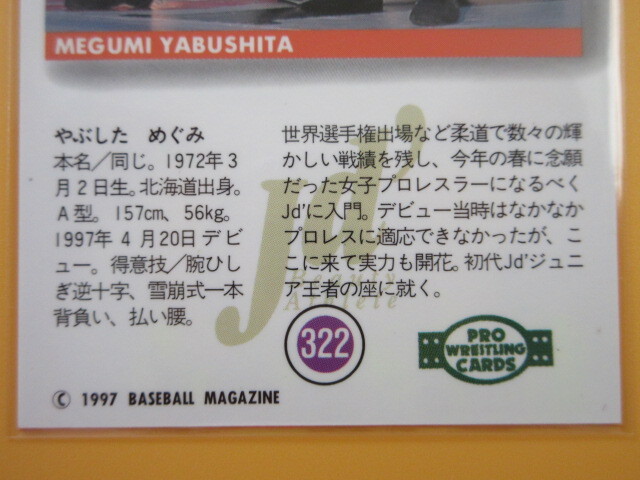 MEGUMI YABUSHITA
やぶした　めぐみ
本名／同じ。1972年3
月2日生。北海道出身。
A型。157cm、56kg。
1997年4月20日デビ
ュー。得意技／腕ひし
ぎ逆十字、雪崩式一本
背負い、払い腰。
世界選手権出場など柔道で数々の輝
かしい戦績を残し、今年の春に念願
だった女子プロレスラーになるべく
Jd'に入門。デビュー当時はなかなか
プロレスに適応できなかったが、こ
こに来て実力も開花。初代Jd'ジュニ
ア王者の座に就く。
Jd'
Beauty
Athlete
322
PRO
WRESTLING
CARDS
© 1997 BASEBALL MAGAZINE